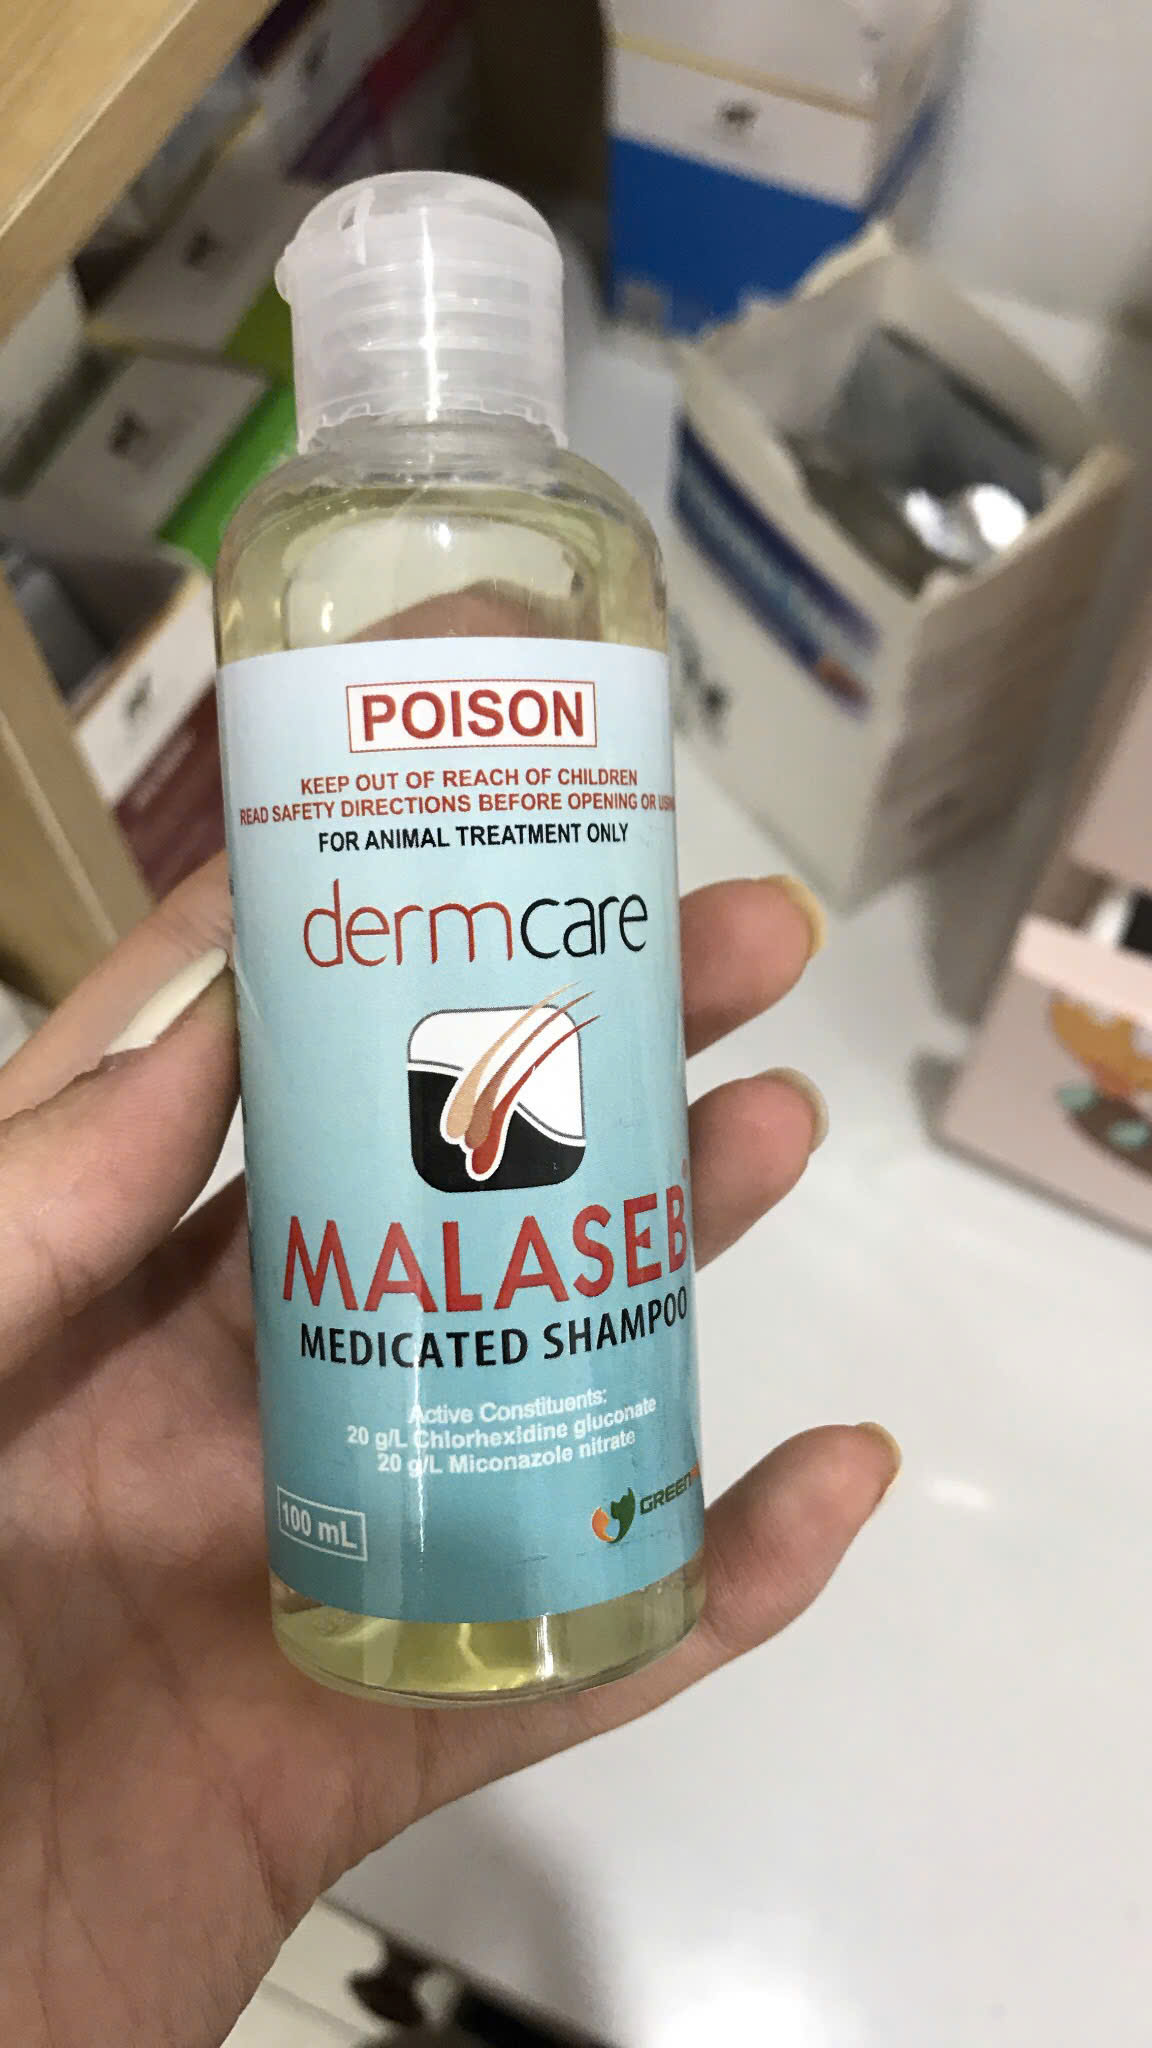 POISON
KEEP OUT OF REACH OF CHILDREN
READ SAFETY DIRECTIONS BEFORE OPENING OR
FOR ANIMAL TREATMENT ONLY
dermcare
MALASEB
MEDICATED SHAMPOO
Active Constituents:
20 g/L Chlorhexidine gluconate
20 g/L Miconazole nitrate
100 mL
GREEN